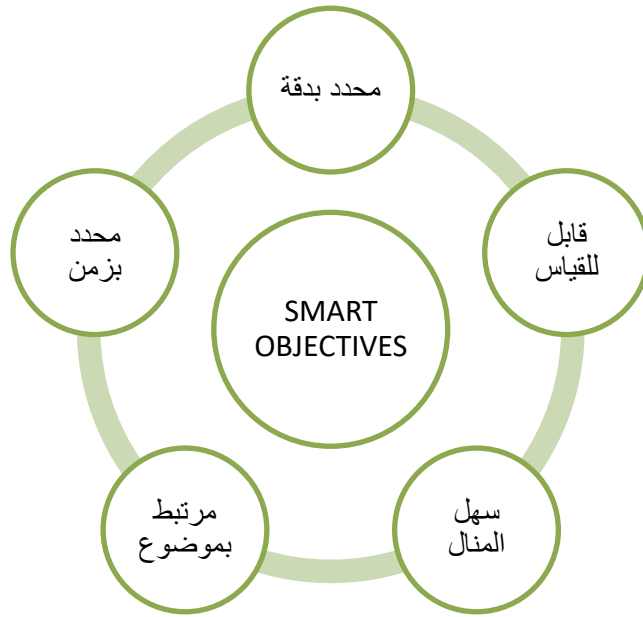 محدد بدقة
قابل
للقياس
سهل
المنال
مرتبط
بموضوع
محدد
بزمن
SMART
OBJECTIVES